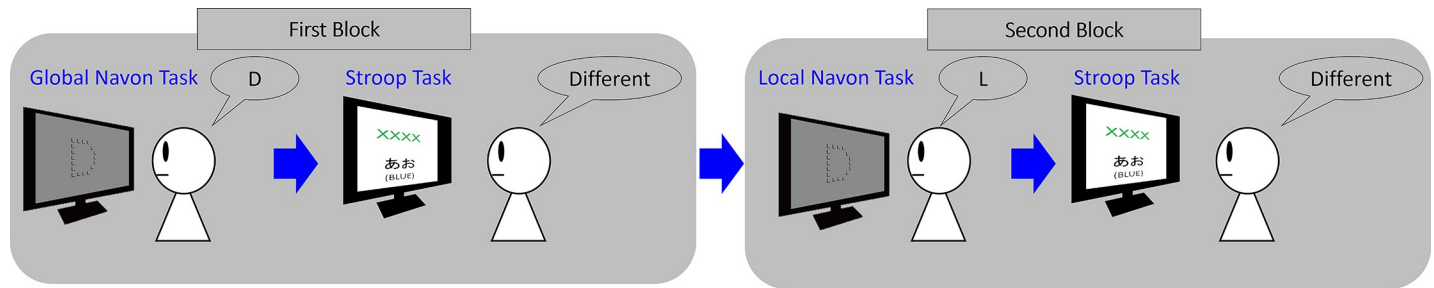 First Block
Global Navon Task
D
Stroop Task
Different
D
XXXX
あお
(BLUE)
Second Block
Local Navon Task
L
Stroop Task
Different
D
XXXX
あお
(BLUE)